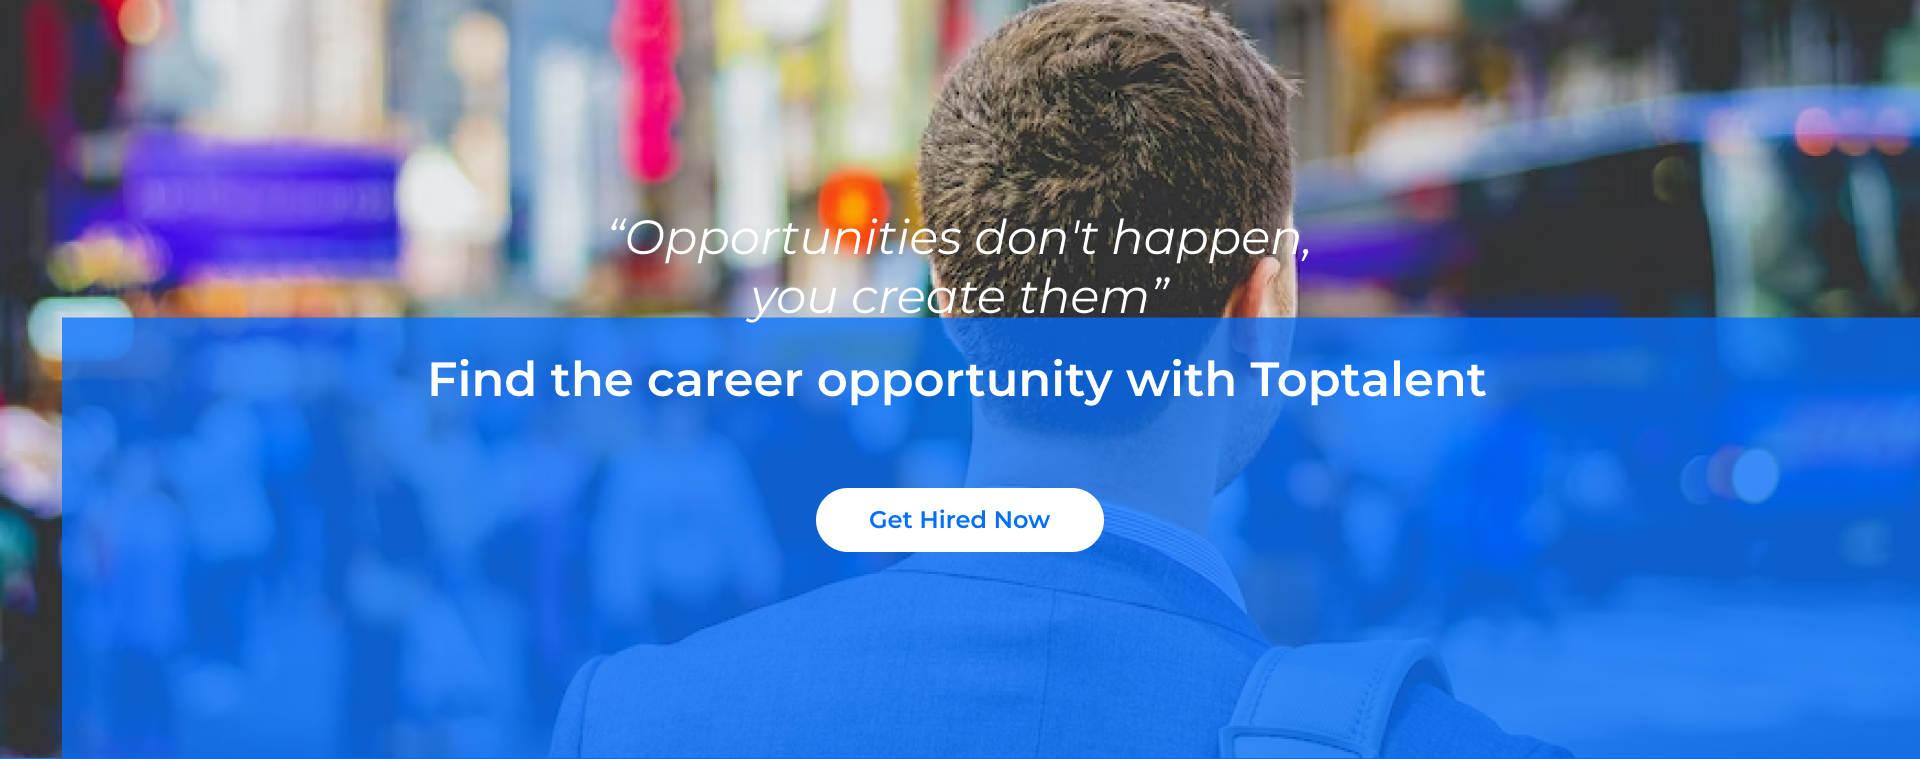 “Opportunities don't happen,
you create them”
Find the career opportunity with Toptalent
Get Hired Now